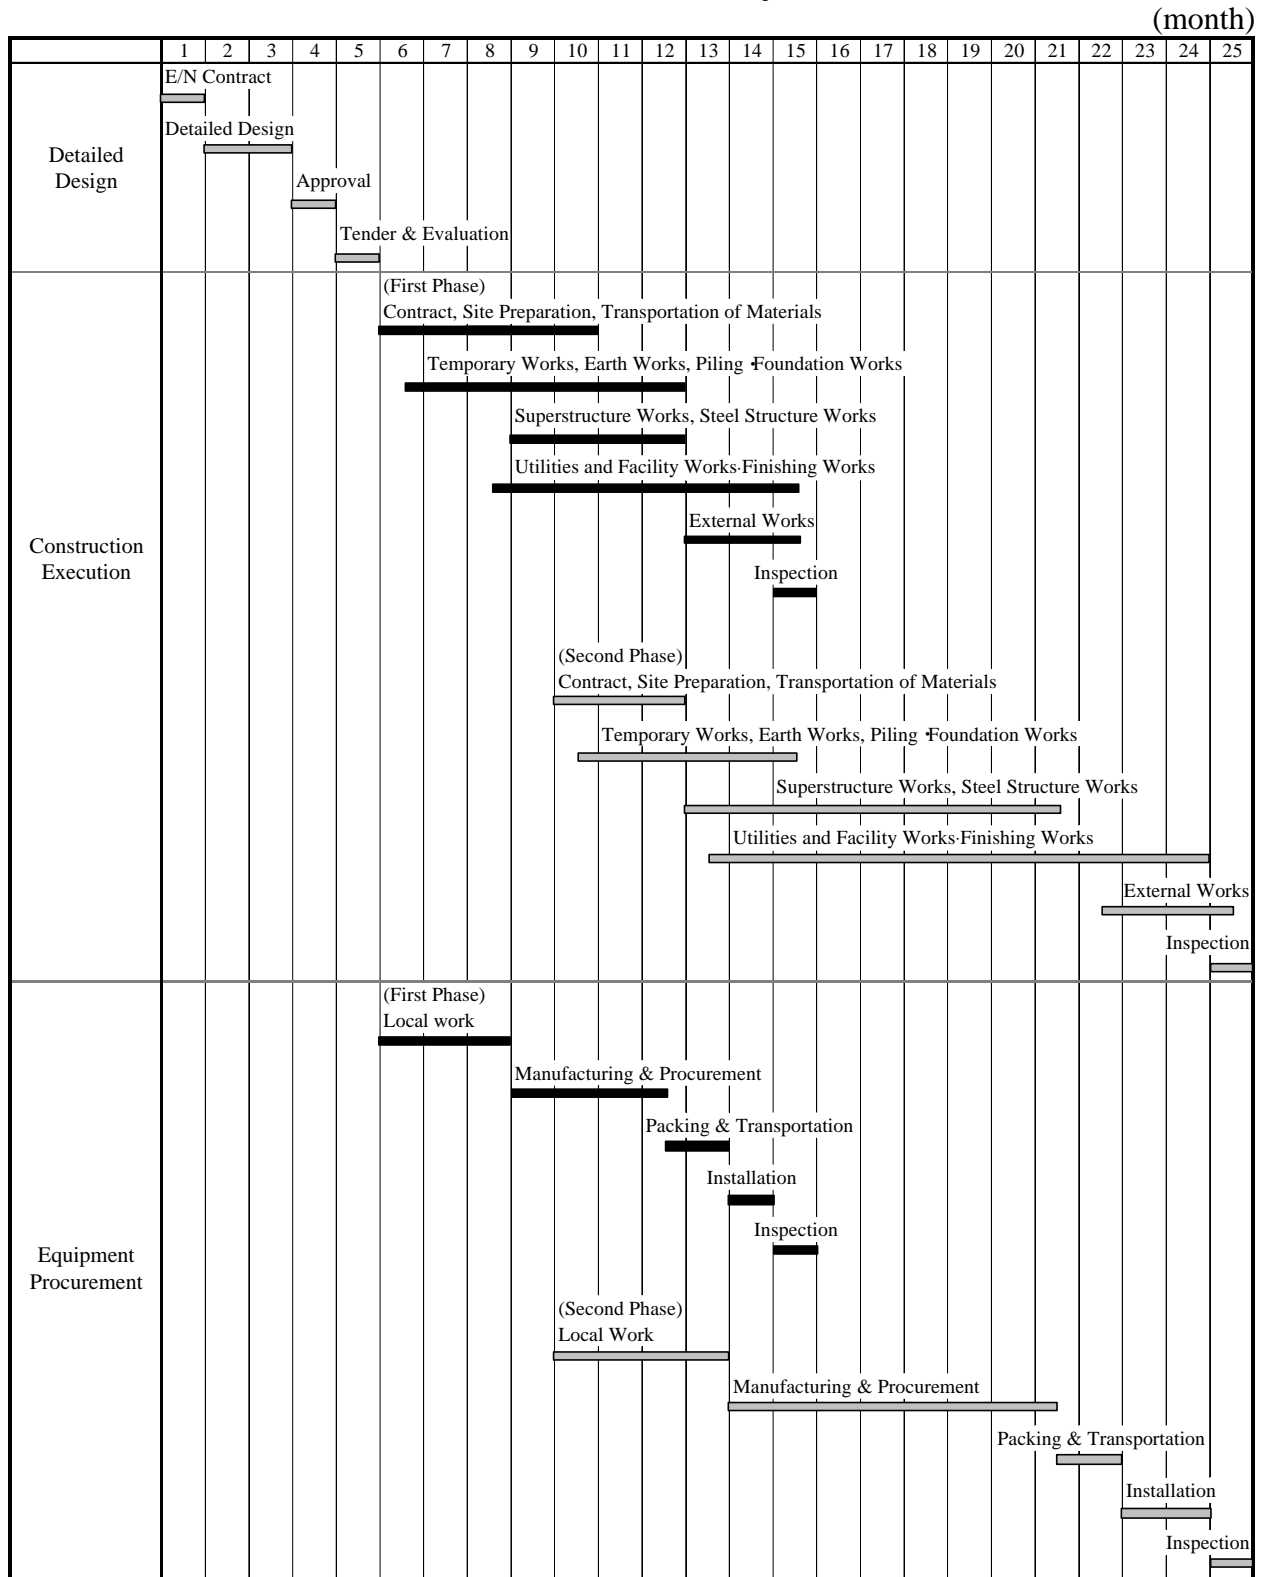 (month)
1 2 3 4 5 6 7 8 9 10 11 12 13 14 15 16 17 18 19 20 21 22 23 24 25
Detailed
Design
E/N Contract
Detailed Design
Approval
Tender & Evaluation
Construction
Execution
(First Phase)
Contract, Site Preparation, Transportation of Materials
Temporary Works, Earth Works, Piling ・Foundation Works
Superstructure Works, Steel Structure Works
Utilities and Facility Works·Finishing Works
External Works
Inspection
(Second Phase)
Contract, Site Preparation, Transportation of Materials
Temporary Works, Earth Works, Piling ・Foundation Works
Superstructure Works, Steel Structure Works
Utilities and Facility Works·Finishing Works
External Works
Inspection
Equipment
Procurement
(First Phase)
Local work
Manufacturing & Procurement
Packing & Transportation
Installation
Inspection
(Second Phase)
Local Work
Manufacturing & Procurement
Packing & Transportation
Installation
Inspection